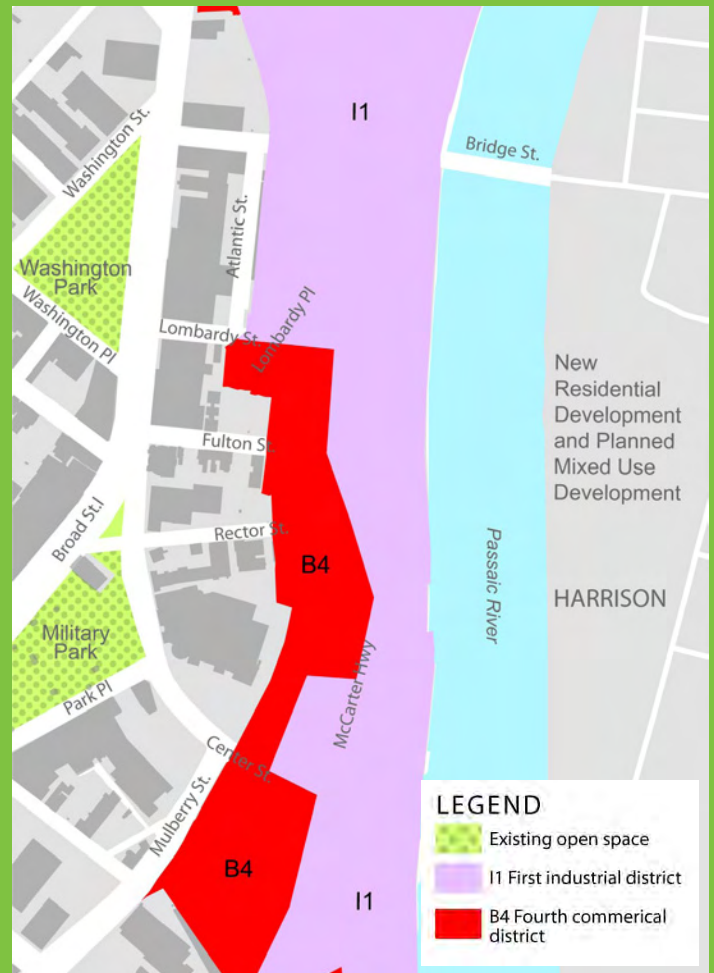 I1
Washington St.
Bridge St.
Atlantic St.
Washington
Park
Washington Pl
Lombardy St.
Lombardy Pl
New
Residential
Development
and Planned
Mixed Use
Development
Fulton St.
Broad St.l
Rector St.
Passaic River
B4
HARRISON
Military
Park
Park Pl
McCarter Hwy
Center St.
Mulberry St.
B4
I1
LEGEND
Existing open space
I1 First industrial district
B4 Fourth commerical
district